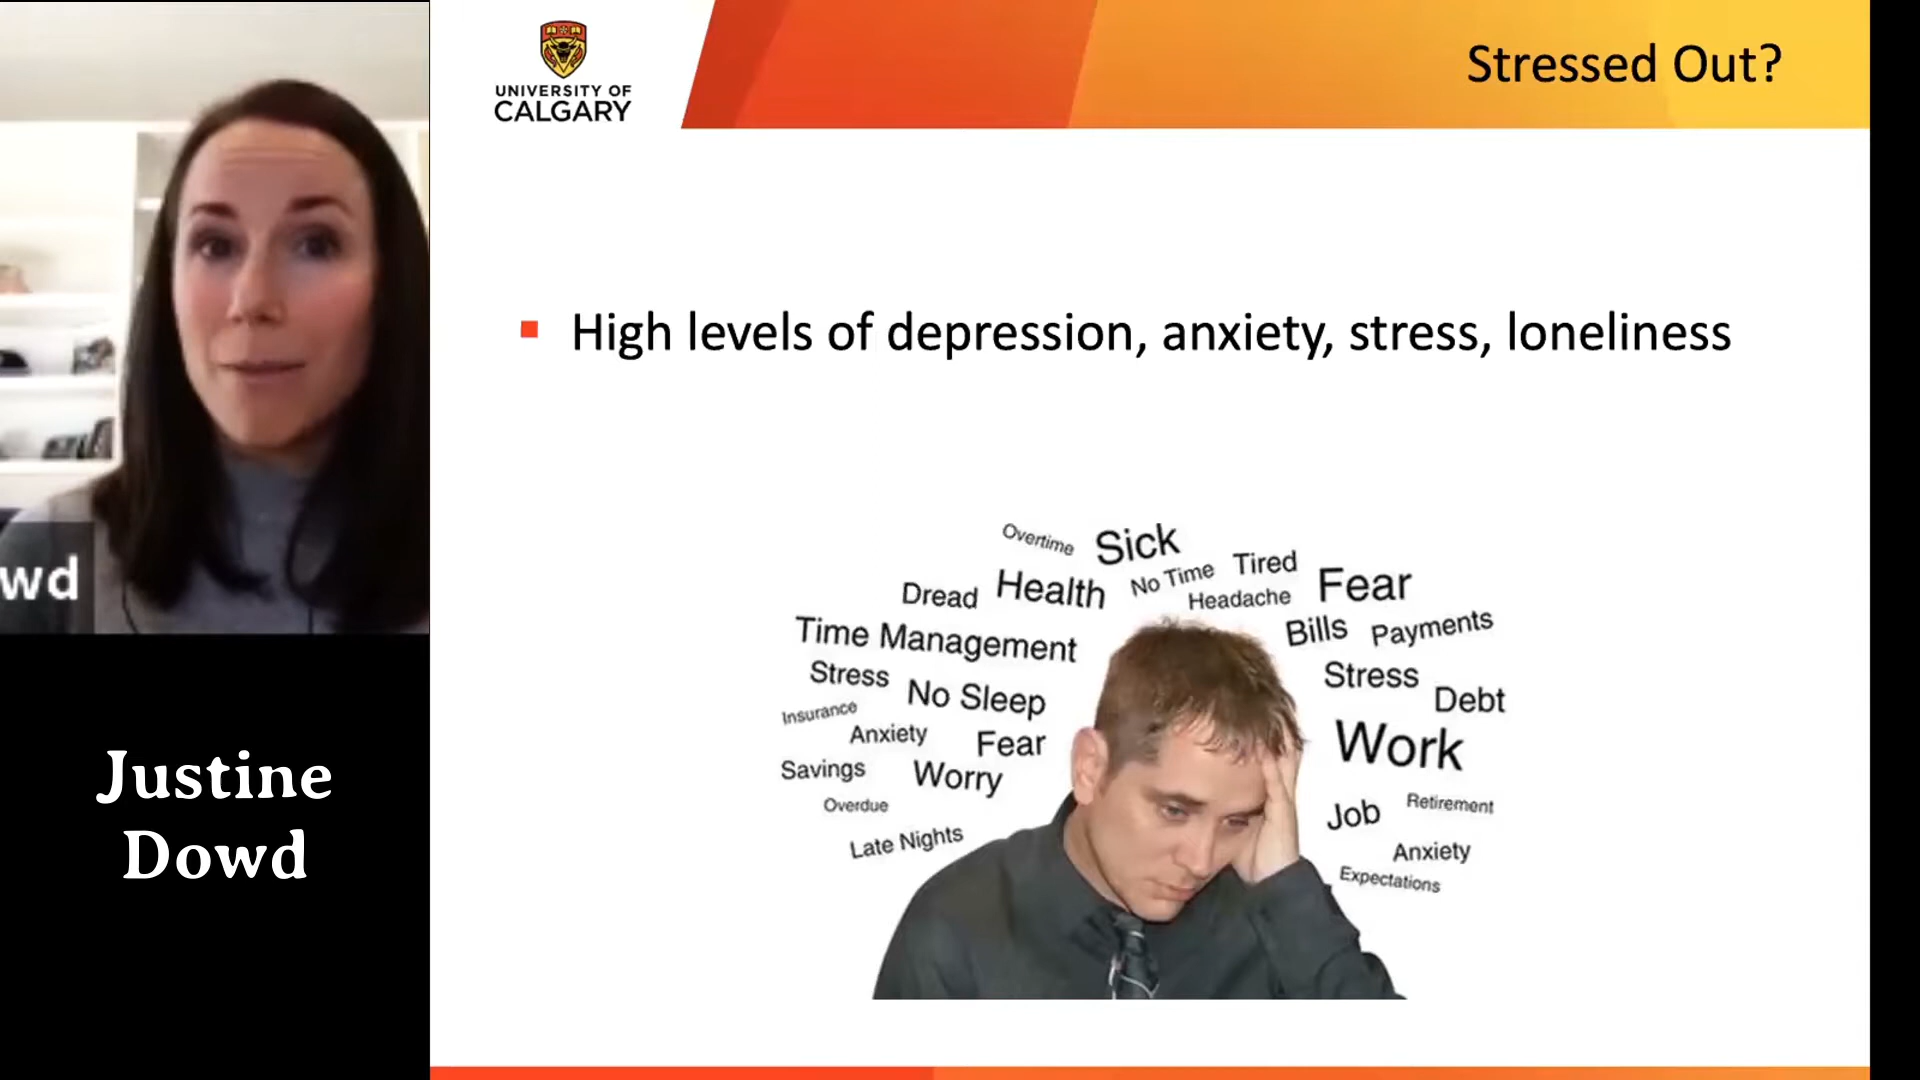 UNIVERSITY OF
CALGARY
Stressed Out?
High levels of depression, anxiety, stress, loneliness
Overtime
Sick
No Time
Tired
Dread
Health
Headache
Fear
Time Management
Bills
Payments
Stress
No Sleep
Stress
Debt
Insurance
Anxiety
Fear
Work
Savings
Worry
Overdue
Job
Retirement
Late Nights
Anxiety
Expectations
wd
Justine
Dowd